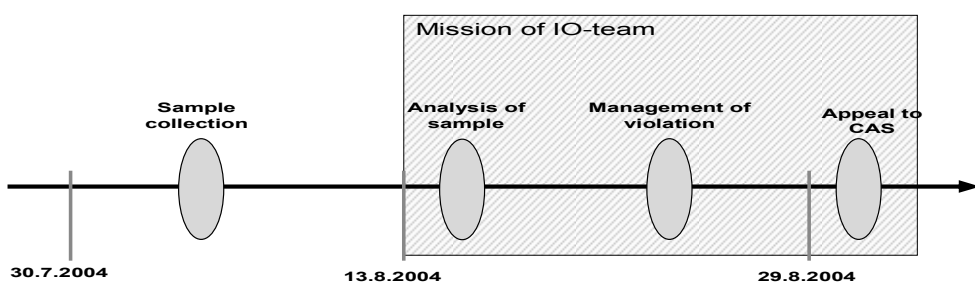 Mission of IO-team
Sample
collection
Analysis of
sample
Management of
violation
Appeal to
CAS
30.7.2004
13.8.2004
29.8.2004